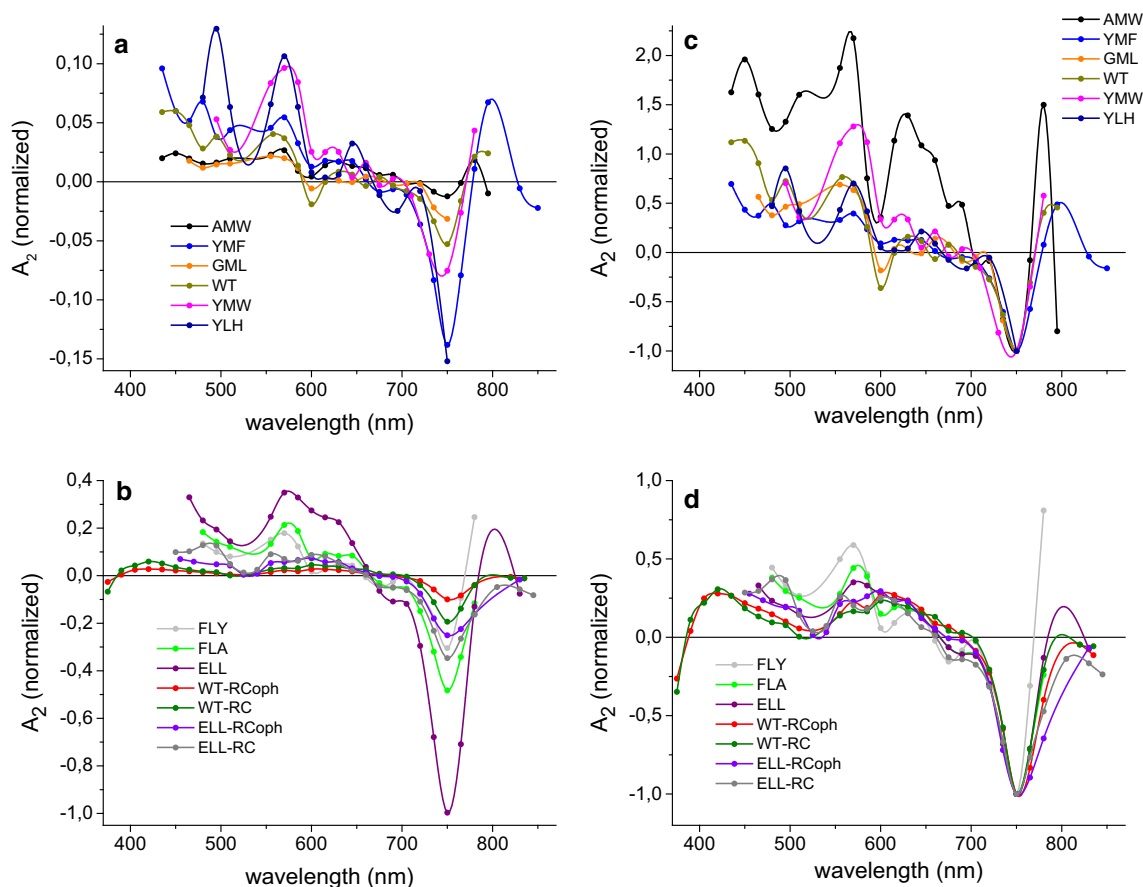 a
0,10
0,05
0,00
-0,05
-0,10
-0,15
A2 (normalized)
AMW
YMF
GML
WT
YMW
YLH
400 500 600 700 800
wavelength (nm)
c
2,0
1,5
1,0
0,5
0,0
-0,5
-1,0
A2 (normalized)
AMW
YMF
GML
WT
YMW
YLH
400 500 600 700 800
wavelength (nm)
b
0,4
0,2
0,0
-0,2
-0,4
-0,6
-0,8
-1,0
A2 (normalized)
FLY
FLA
ELL
WT-RCoph
WT-RC
ELL-RCoph
ELL-RC
400 500 600 700 800
wavelength (nm)
d
1,0
0,5
0,0
-0,5
-1,0
A2 (normalized)
FLY
FLA
ELL
WT-RCoph
WT-RC
ELL-RCoph
ELL-RC
400 500 600 700 800
wavelength (nm)